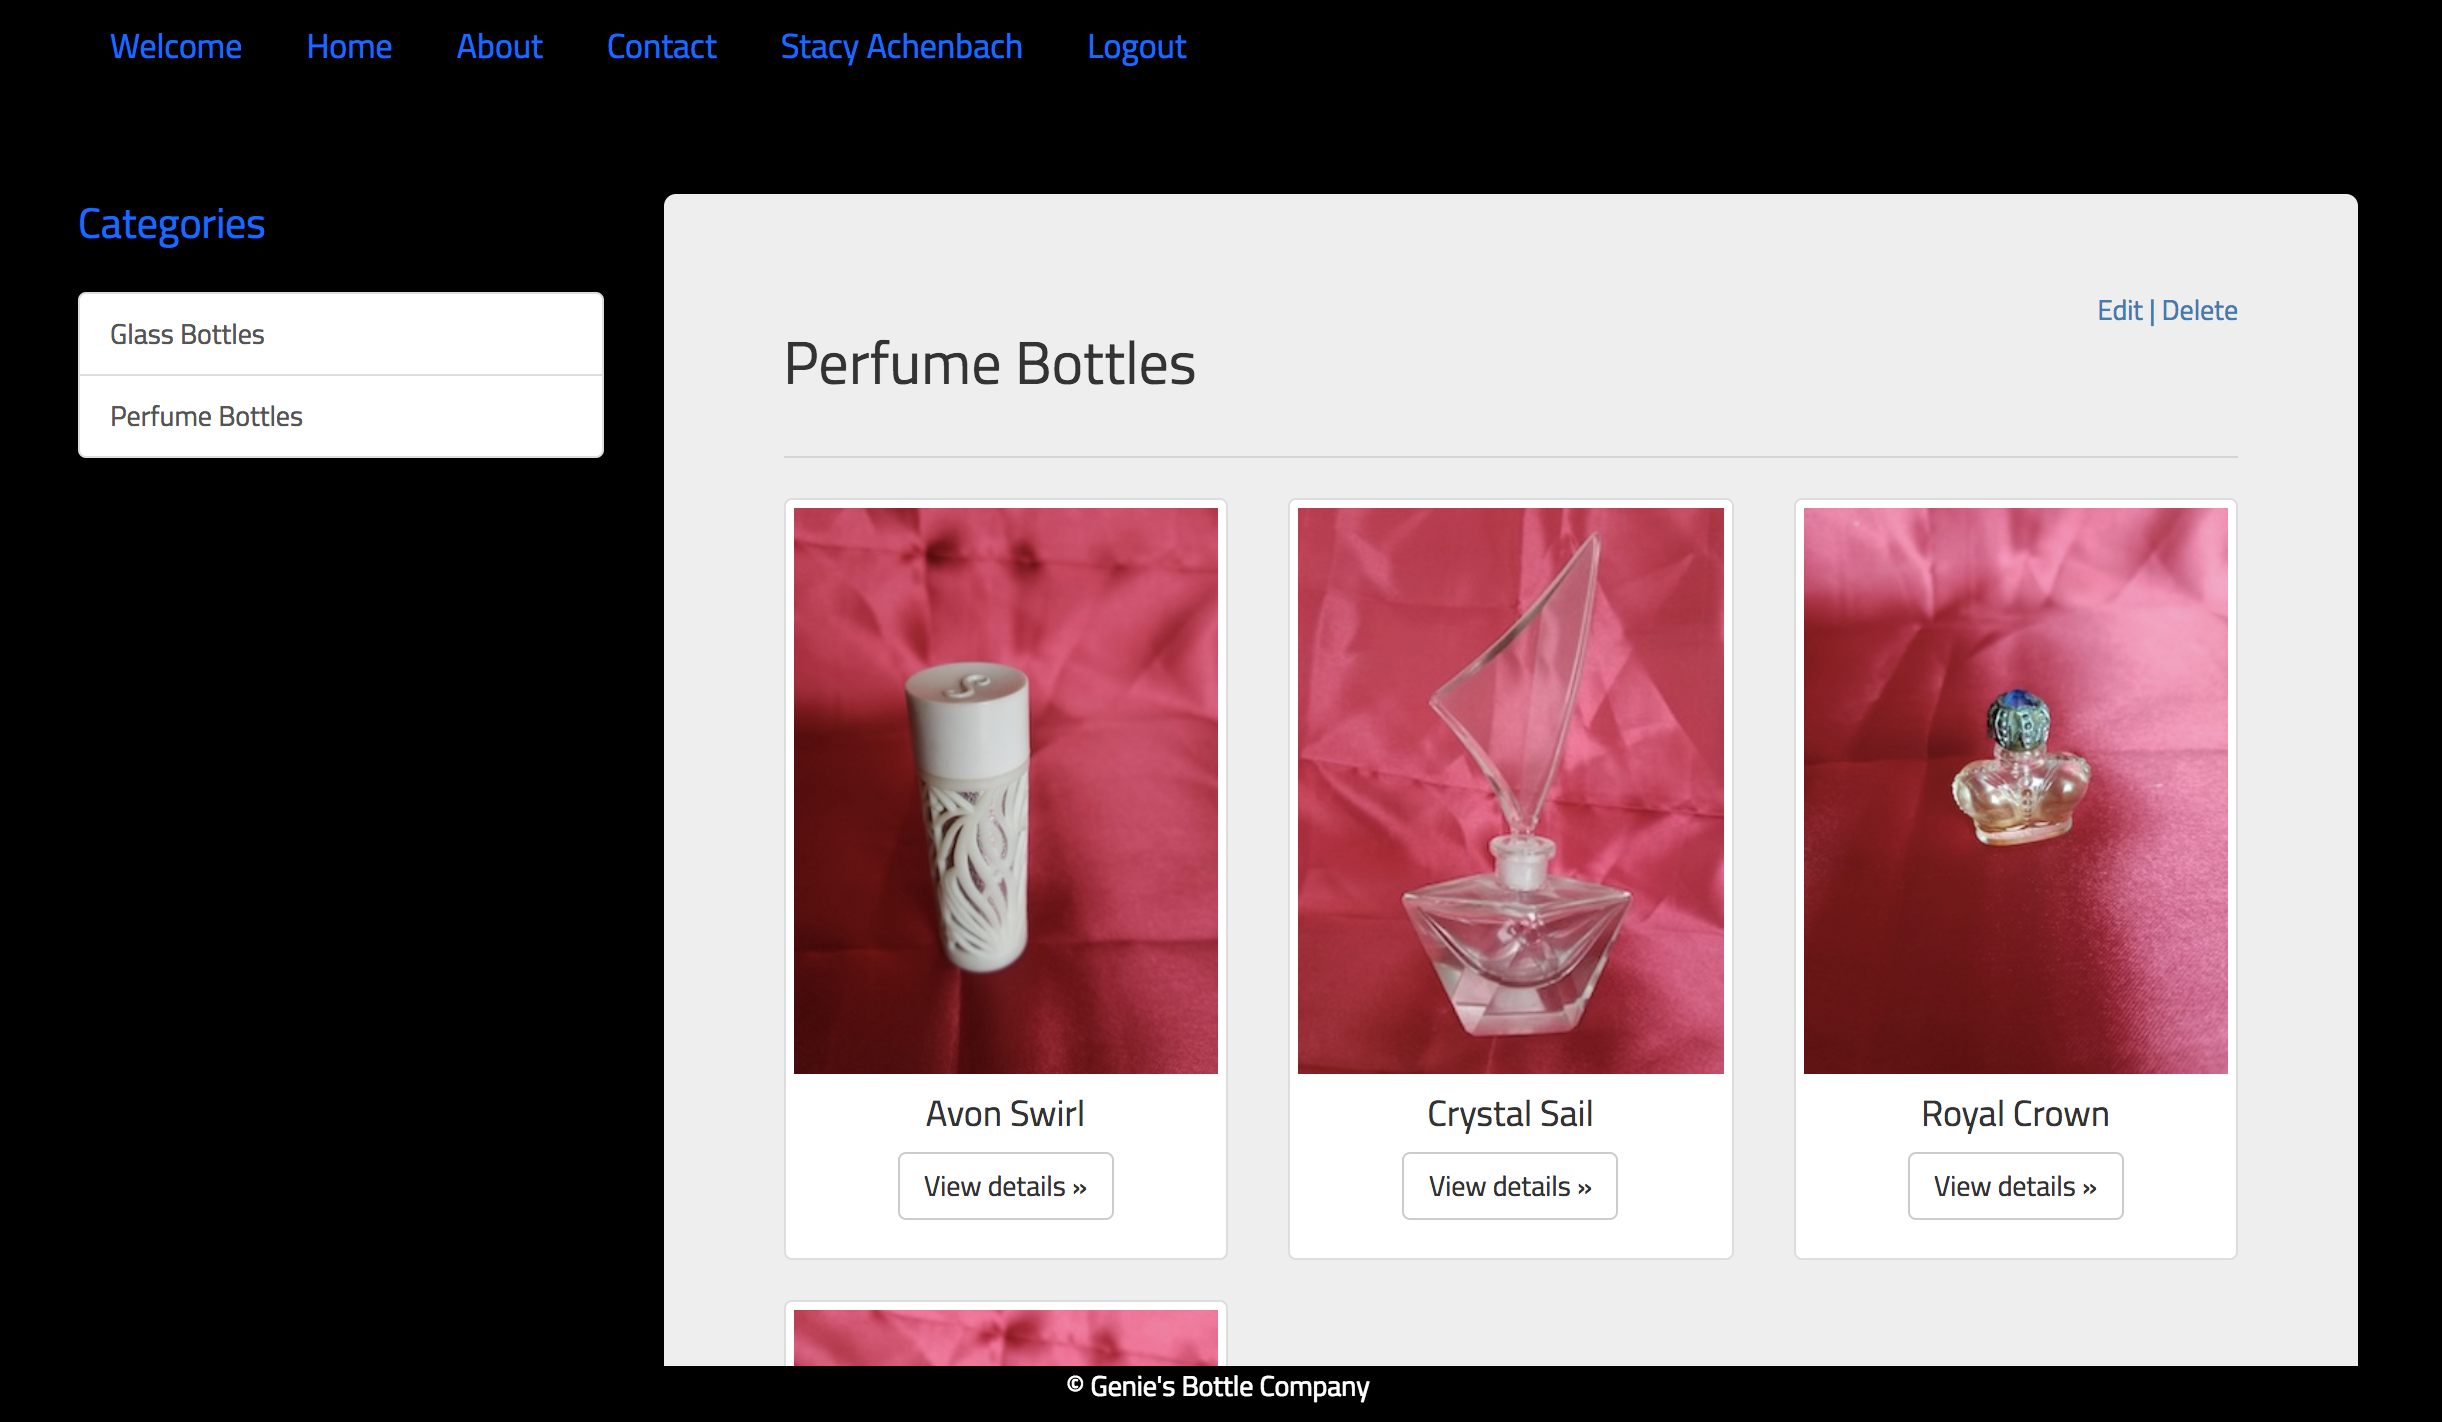 Welcome Home About Contact Stacy Achenbach Logout
Categories
Glass Bottles
Perfume Bottles
Edit | Delete
Perfume Bottles
S
Avon Swirl
View details »
Crystal Sail
View details »
Royal Crown
View details »
© Genie's Bottle Company